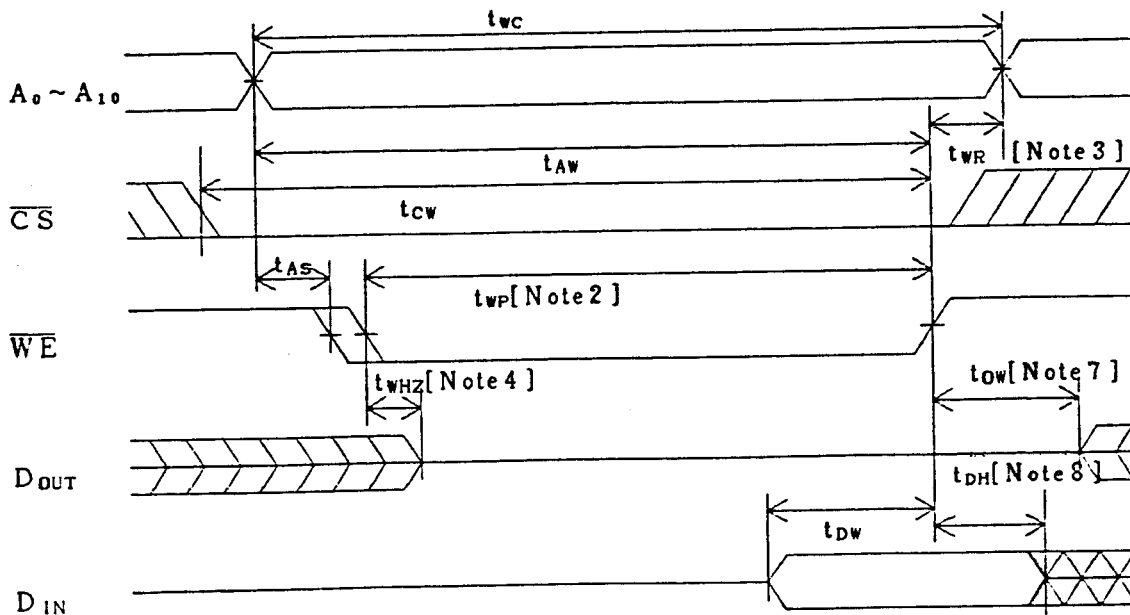 tWC
A0 ~ A10
tWR [Note 3]
tAW
CS
tCW
tAS
tWP[Note 2]
WE
tWHZ[Note 4]
tOW[Note 7]
DOUT
tDH[Note 8]
tDW
DIN